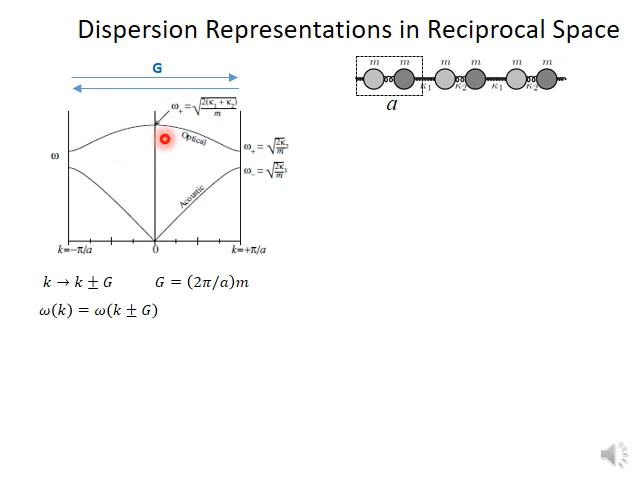 Dispersion Representations in Reciprocal Space
G
m m m m m m
κ₁ κ₂ κ₁ κ₂
a
ω₊ = √(2(κ₁ + κ₂)/m)
Optical
ω
ω₊ = √(2κ₂/m)
ω₋ = √(2κ₁/m)
Acoustic
k=−π/a 0 k=+π/a
k → k ± G G = (2π/a)m
ω(k) = ω(k ± G)